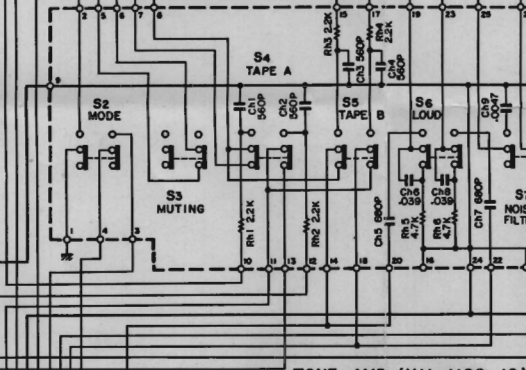 2 5 6 7 8 15 17 19 23 25
Rh3 2.2K
Rh4 2.2K
Ch3 560P
Ch4 560P
S4
TAPE A
9
S2
MODE
Ch1 560P
Ch2 560P
S5
TAPE B
S6
LOUD
Ch9 .0047
S3
MUTING
Ch6
.039
Ch8
.039
Ch7 680P
Ch5 680P
Rh1 2.2K
Rh2 2.2K
Rh5 4.7K
Rh6 4.7K
1 4 3
10 11 13 12 14 18 20 16 24 22